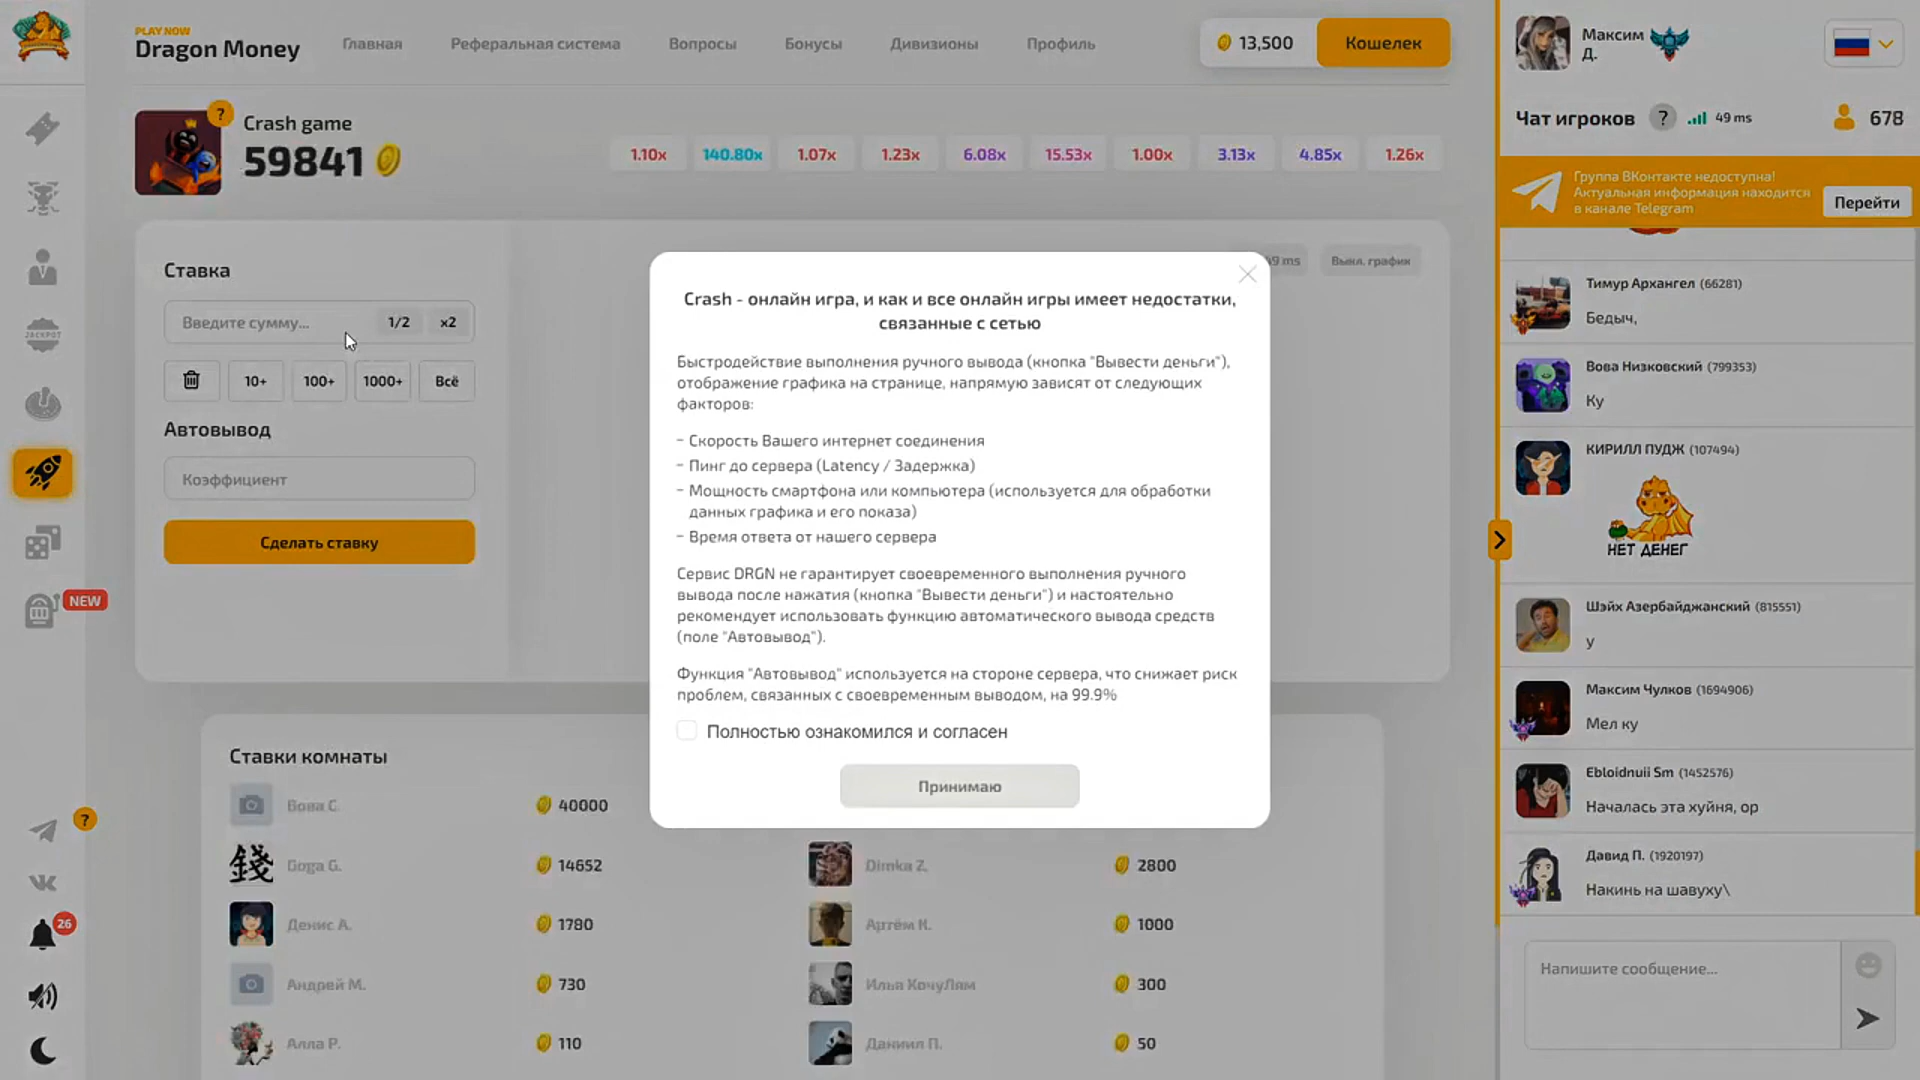 PLAY NOW
Dragon Money
Главная
Реферальная система
Вопросы
Бонусы
Дивизионы
Профиль
13,500
Кошелек
Максим
Д.
Чат игроков
?
49 ms
678
?
Crash game
59841
1.10x
140.80x
1.07x
1.23x
6.08x
15.53x
1.00x
3.13x
4.85x
1.26x
Группа ВКонтакте недоступна!
Актуальная информация находится
в канале Telegram
Перейти
Ставка
Введите сумму...
1/2
x2
10+
100+
1000+
Всё
Автовывод
Коэффициент
Сделать ставку
JACKPOT
NEW
49 ms
Выкл. график
Crash - онлайн игра, и как и все онлайн игры имеет недостатки,
связанные с сетью
Быстродействие выполнения ручного вывода (кнопка "Вывести деньги"),
отображение графика на странице, напрямую зависят от следующих
факторов:
- Скорость Вашего интернет соединения
- Пинг до сервера (Latency / Задержка)
- Мощность смартфона или компьютера (используется для обработки
данных графика и его показа)
- Время ответа от нашего сервера
Сервис DRGN не гарантирует своевременного выполнения ручного
вывода после нажатия (кнопка "Вывести деньги") и настоятельно
рекомендует использовать функцию автоматического вывода средств
(поле "Автовывод").
Функция "Автовывод" используется на стороне сервера, что снижает риск
проблем, связанных с своевременным выводом, на 99.9%
Полностью ознакомился и согласен
Принимаю
Ставки комнаты
Вова С.
40000
Goga G.
14652
Dimka Z.
2800
Денис А.
1780
Артём N.
1000
Андрей М.
730
Илья КочуЛям
300
Алла Р.
110
Даниил П.
50
?
26
Тимур Архангел (66281)
Бедыч,
Вова Низковский (799353)
Ку
КИРИЛЛ ПУДЖ (107494)
НЕТ ДЕНЕГ
Шэйх Азербайджанский (815551)
у
Максим Чулков (1694906)
Мел ку
Ebloidnuii Sm (1452576)
Началась эта хуйня, ор
Давид П. (1920197)
Накинь на шавуху\
Напишите сообщение...